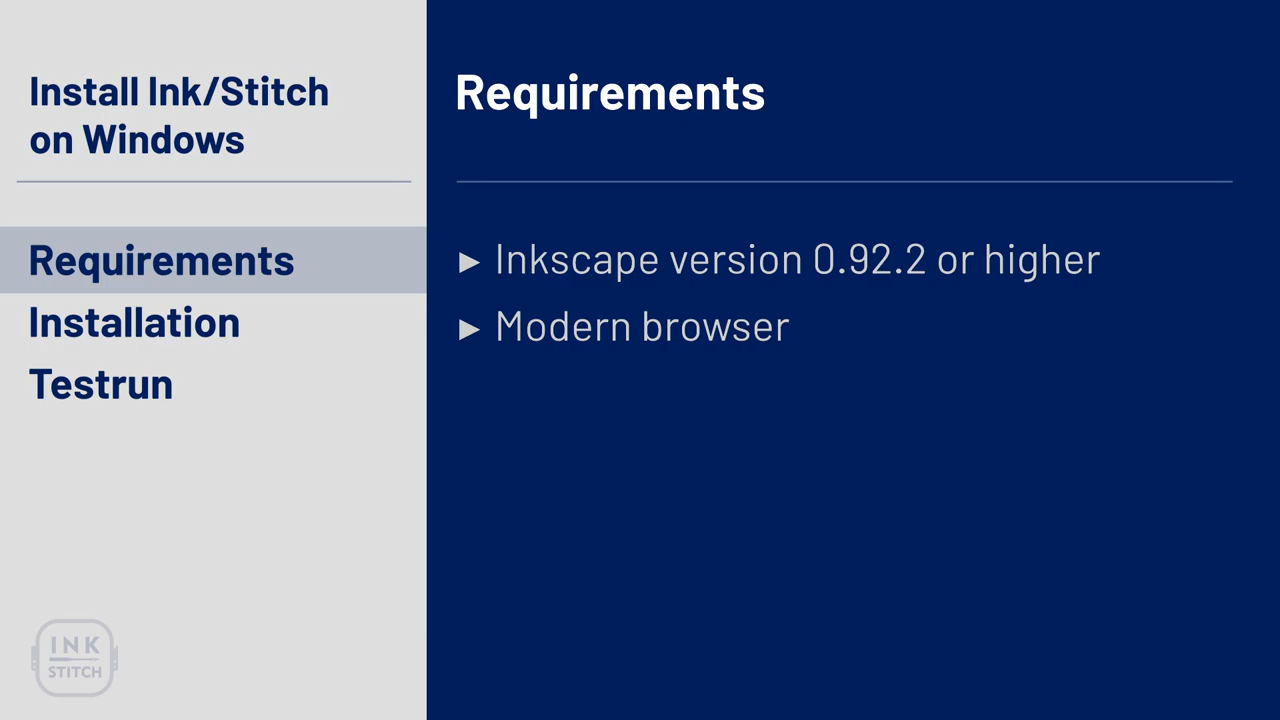 Install Ink/Stitch
on Windows
Requirements
Installation
Testrun
INK
STITCH
Requirements
► Inkscape version 0.92.2 or higher
► Modern browser